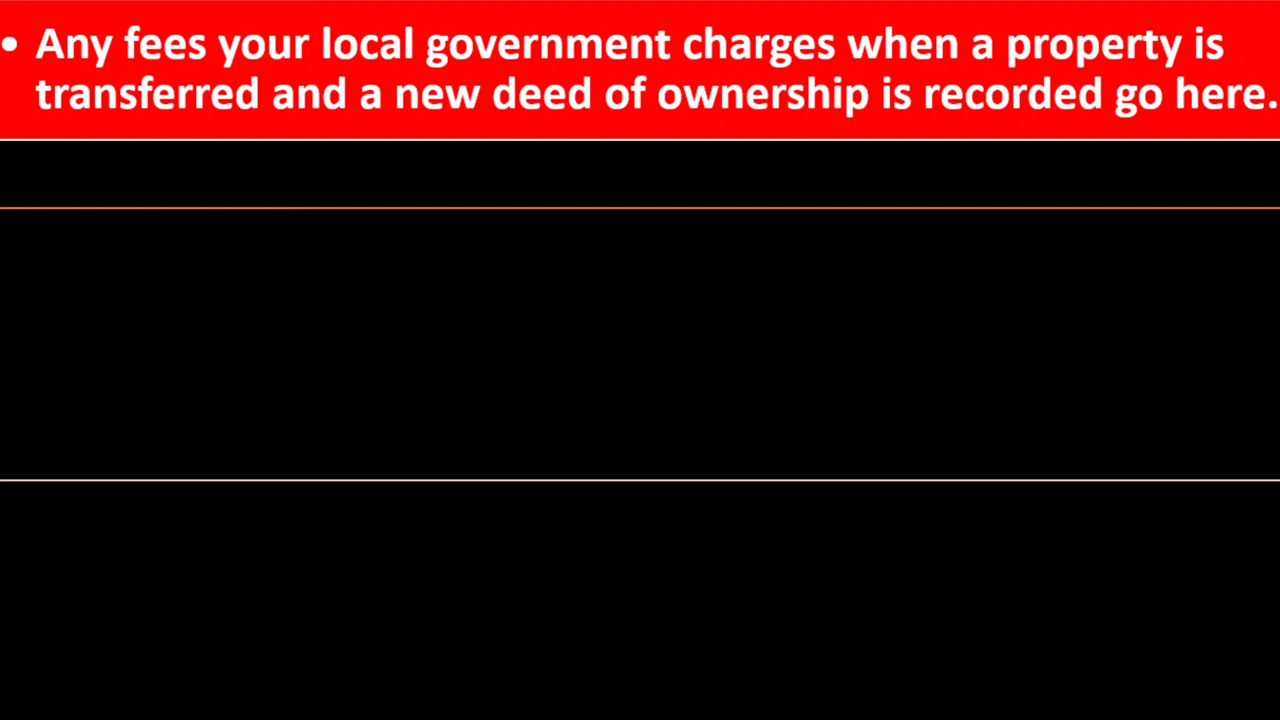 • Any fees your local government charges when a property is
transferred and a new deed of ownership is recorded go here.